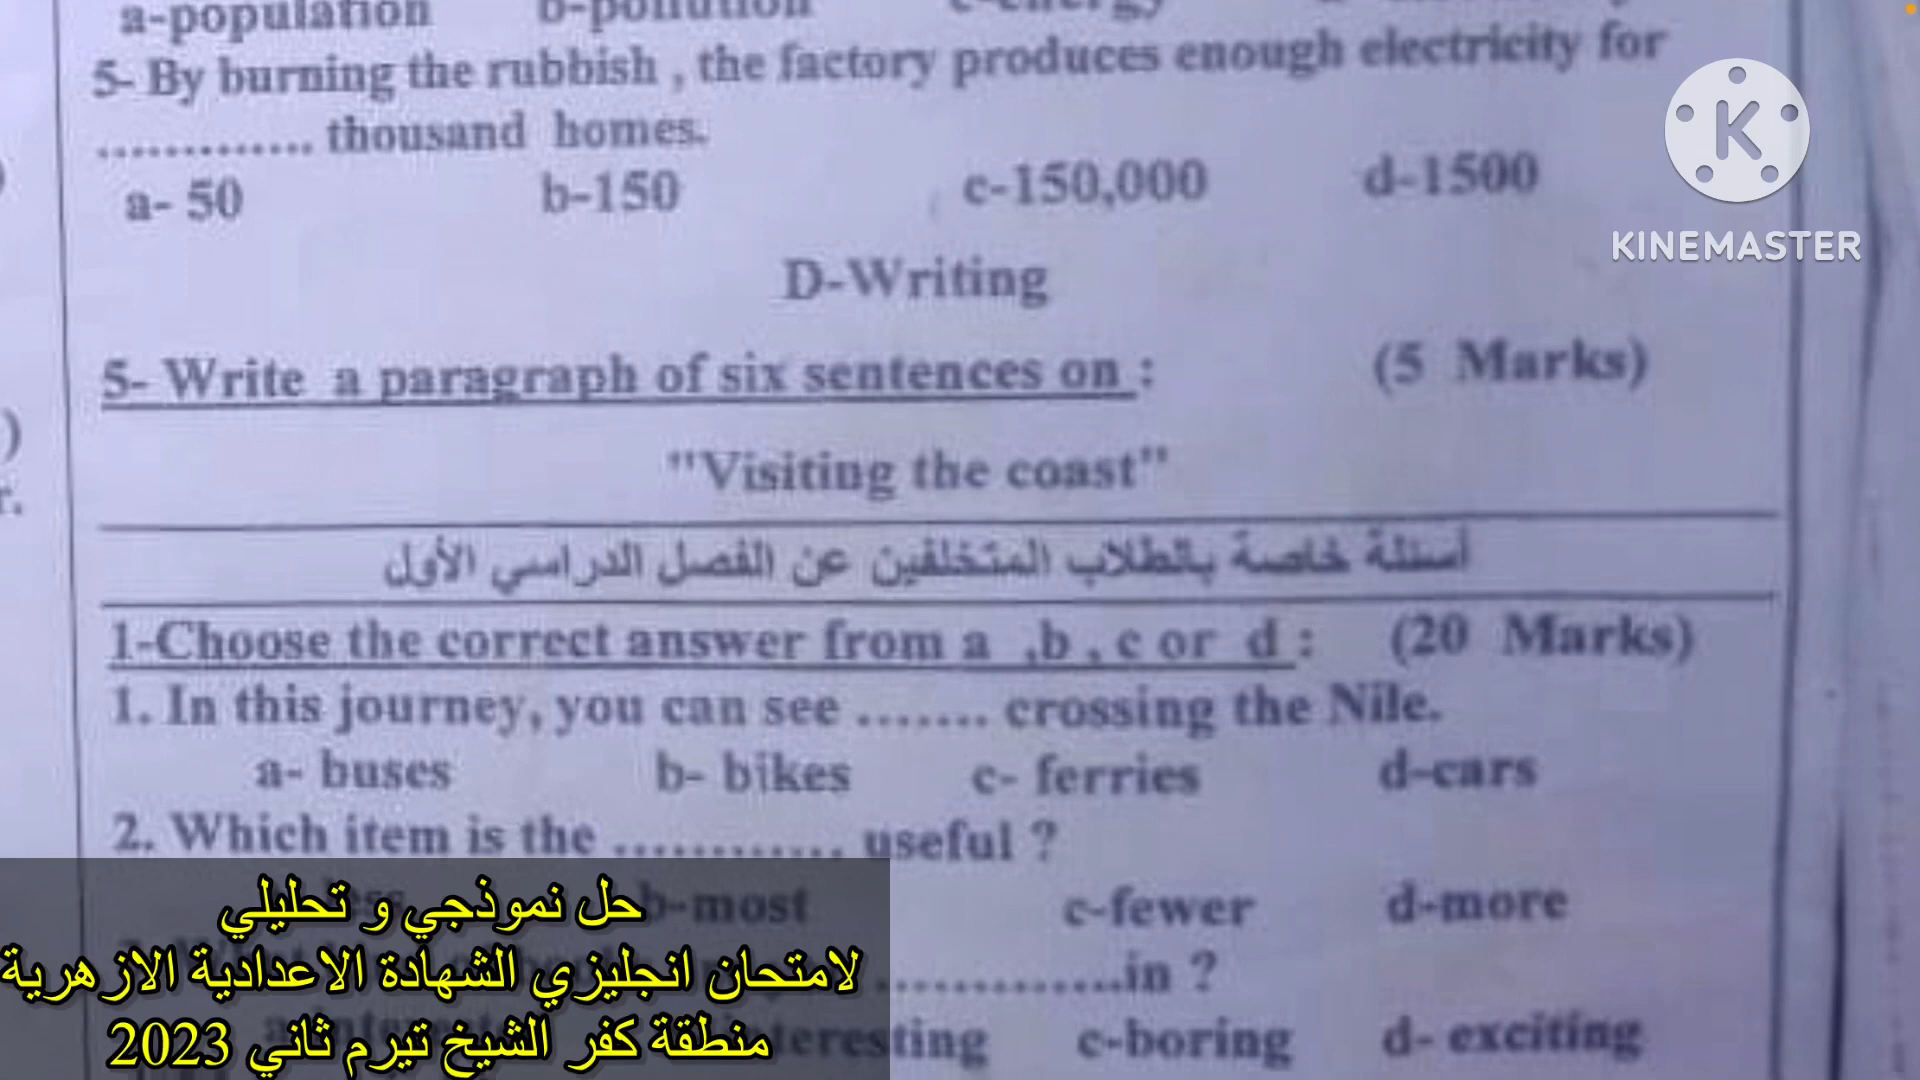 a-population b-pollution c-energy
5- By burning the rubbish , the factory produces enough electricity for
............. thousand homes.
a- 50 b-150 c-150,000 d-1500
KINEMASTER
D-Writing
5- Write a paragraph of six sentences on : (5 Marks)
"Visiting the coast"
أسئلة خاصة بالطلاب المتخلفين عن الفصل الدراسي الأول
1-Choose the correct answer from a ,b , c or d : (20 Marks)
1. In this journey, you can see ....... crossing the Nile.
a- buses b- bikes c- ferries d-cars
2. Which item is the ............ useful ?
b-most c-fewer d-more
..............in ?
c-boring d- exciting
حل نموذجي و تحليلي
لامتحان انجليزي الشهادة الاعدادية الازهرية
منطقة كفر الشيخ تيرم ثاني 2023